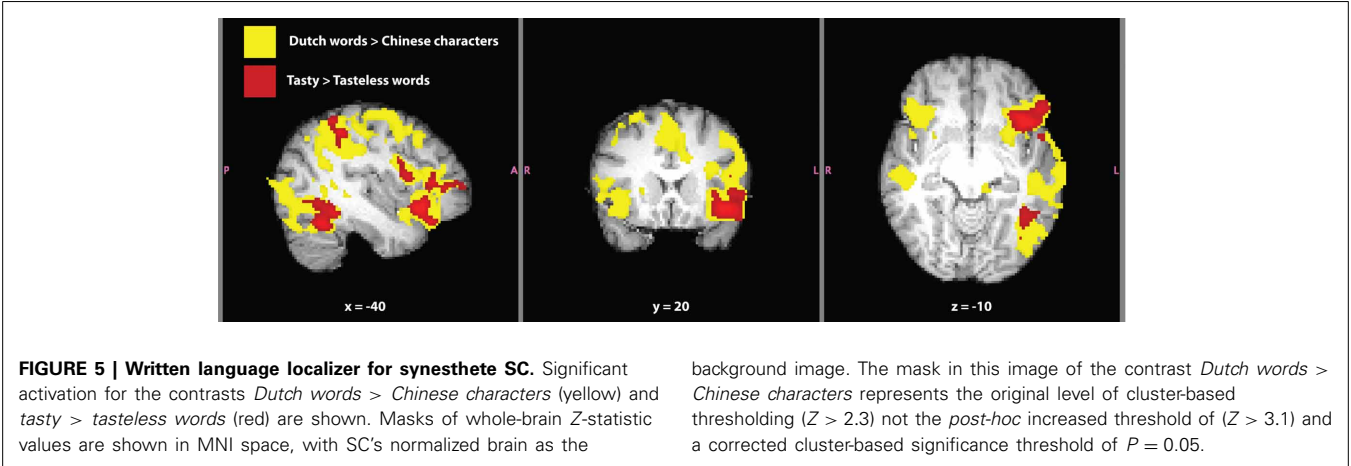 Dutch words > Chinese characters
Tasty > Tasteless words
P
A
R
L
R
L
x = -40
y = 20
z = -10
FIGURE 5 | Written language localizer for synesthete SC. Significant
activation for the contrasts Dutch words > Chinese characters (yellow) and
tasty > tasteless words (red) are shown. Masks of whole-brain Z-statistic
values are shown in MNI space, with SC's normalized brain as the
background image. The mask in this image of the contrast Dutch words >
Chinese characters represents the original level of cluster-based
thresholding (Z > 2.3) not the post-hoc increased threshold of (Z > 3.1) and
a corrected cluster-based significance threshold of P = 0.05.